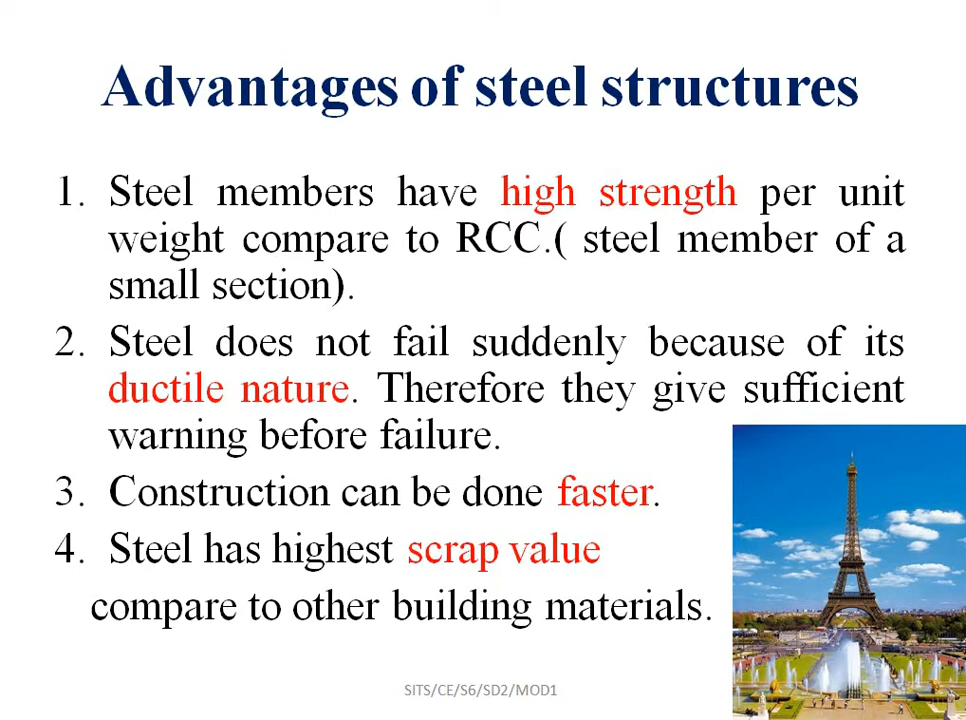 Advantages of steel structures
1. Steel members have high strength per unit
weight compare to RCC.( steel member of a
small section).
2. Steel does not fail suddenly because of its
ductile nature. Therefore they give sufficient
warning before failure.
3. Construction can be done faster.
4. Steel has highest scrap value
compare to other building materials.
SITS/CE/S6/SD2/MOD1